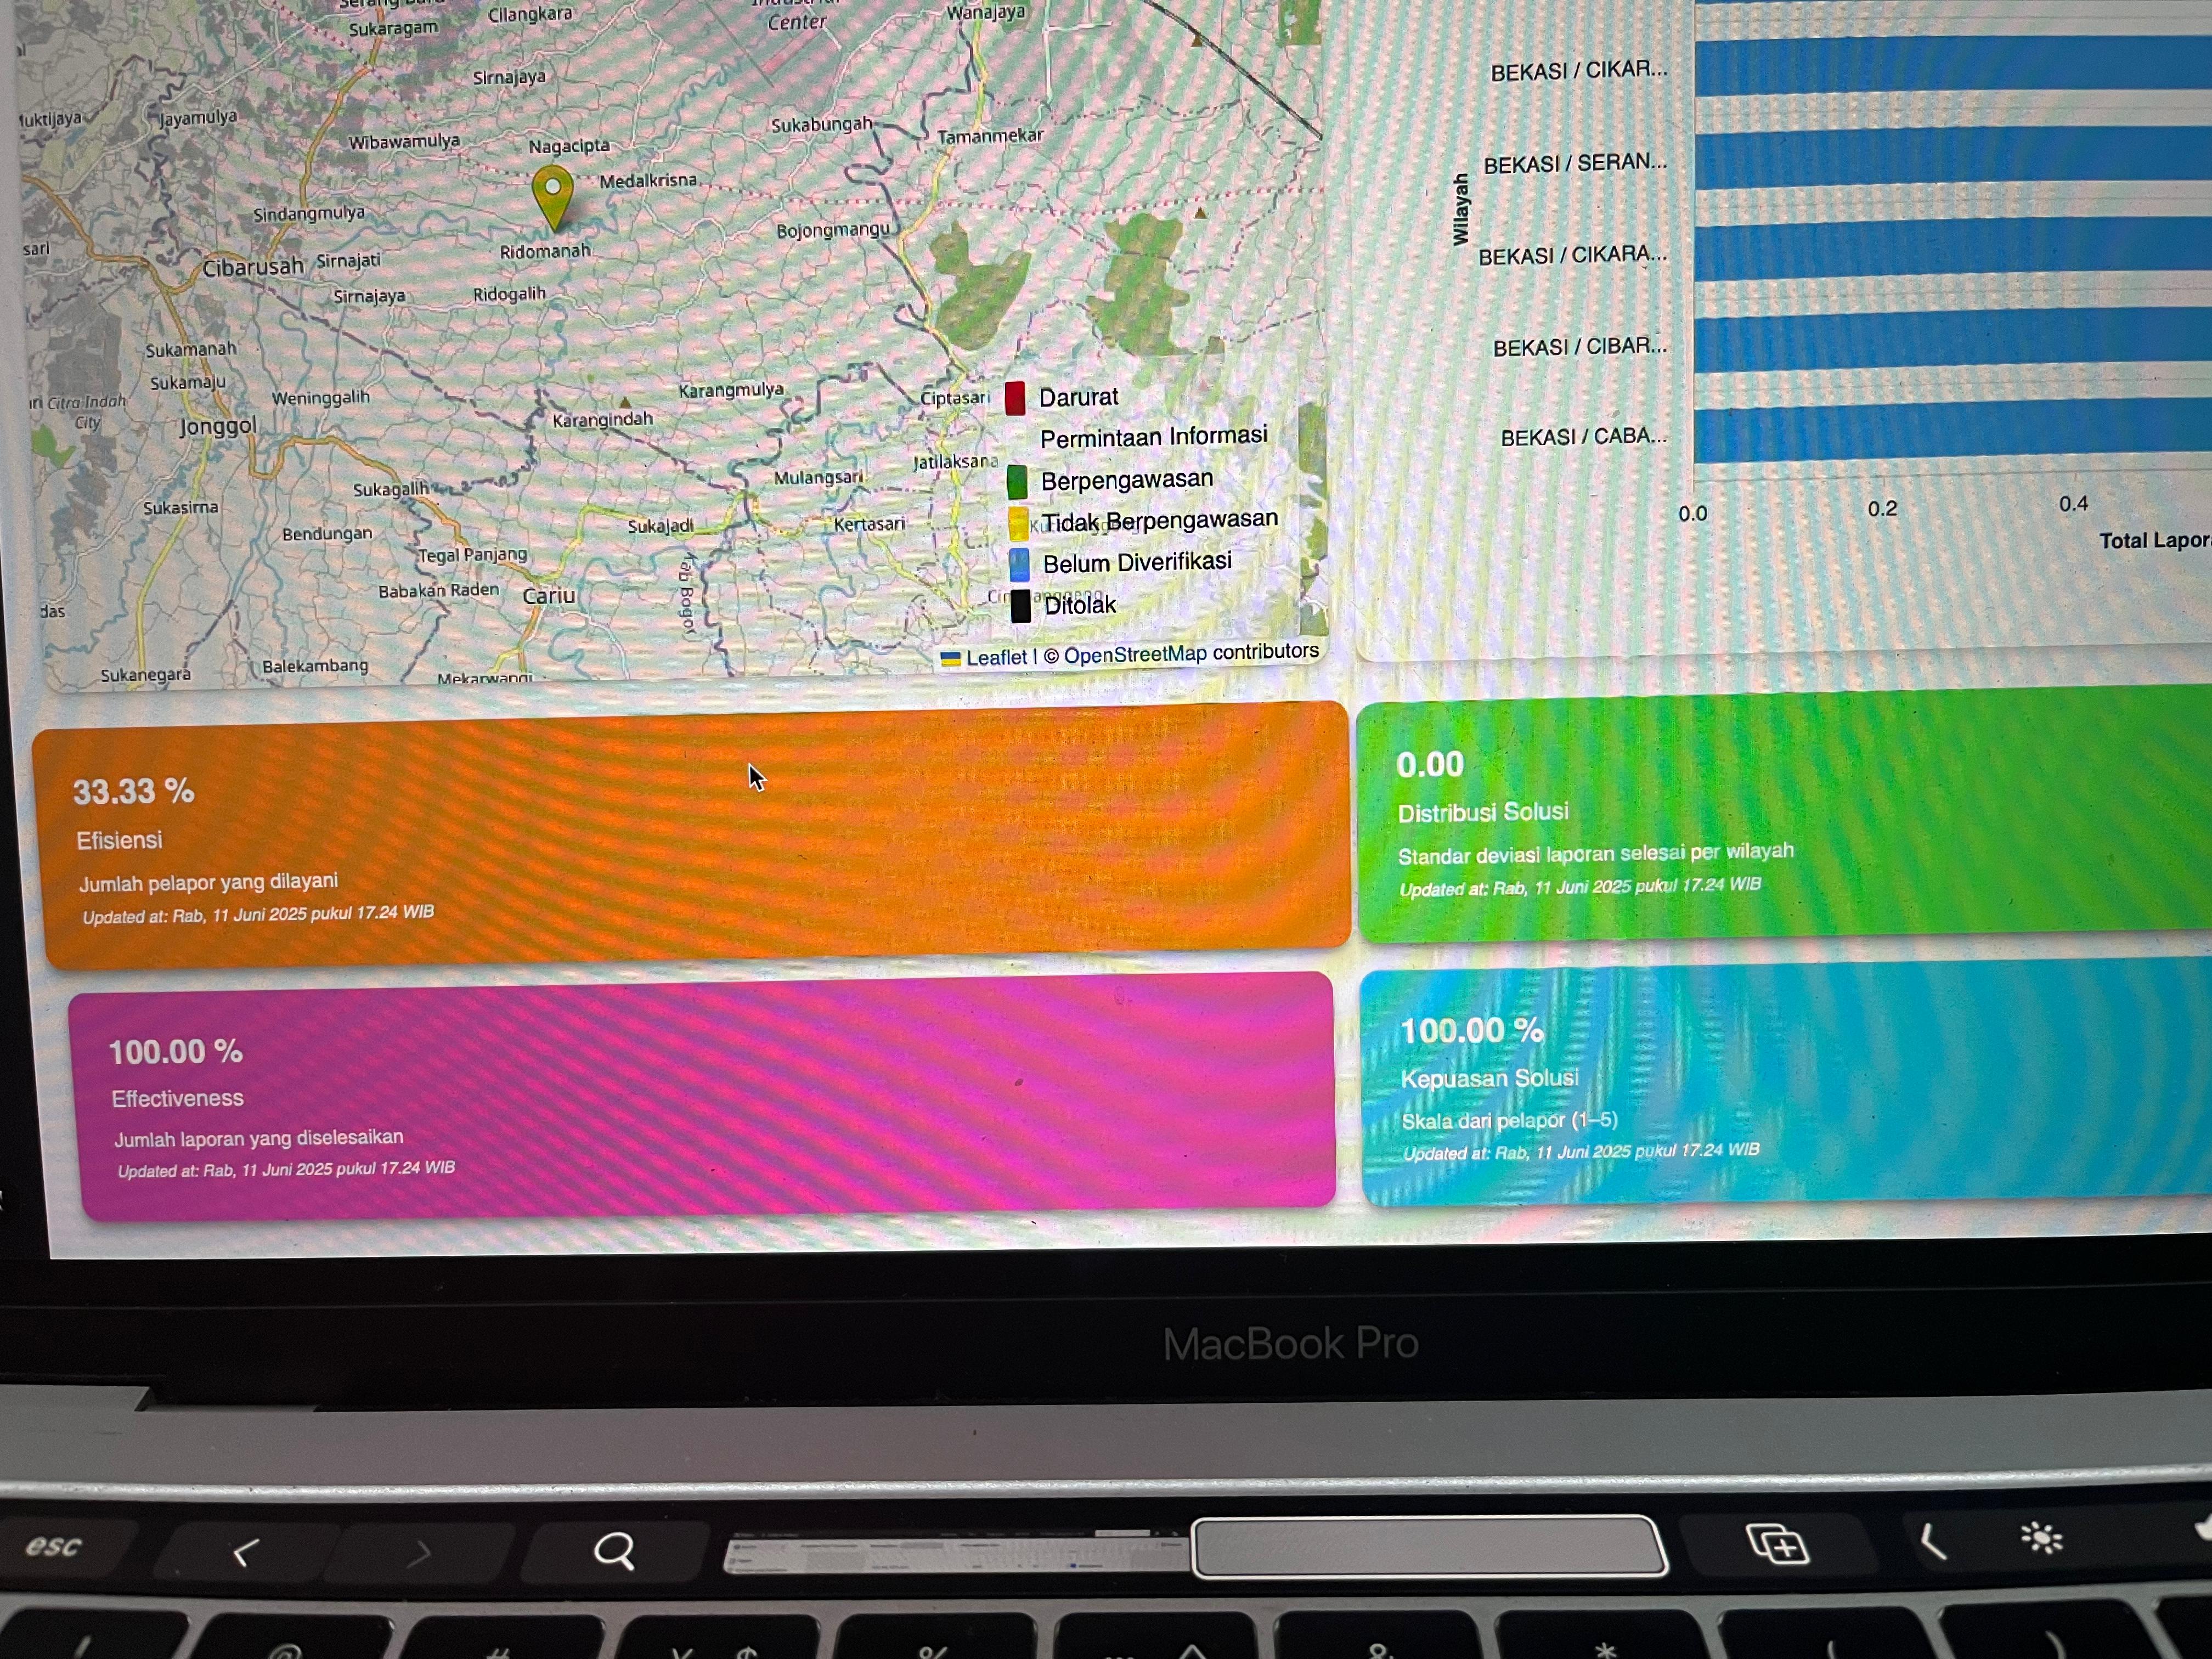 Cilangkara
Sukaragam
Center
Wanajaya
Sirnajaya
Jayamulya
Wibawamulya
Nagacipta
Sukabungah
Tamanmekar
Medalkrisna
Sindangmulya
Bojongmangu
Ridomanah
Cibarusah
Sirnajati
Sirnajaya
Ridogalih
Sukamanah
Sukamaju
Weninggalih
Citra Indah
City
Jonggol
Karangmulya
Karangindah
Ciptasari
Jatilaksana
Mulangsari
Sukagalih
Sukasirna
Bendungan
Sukajadi
Kertasari
Tegal Panjang
Babakan Raden
Cariu
Kab Bogor
das
Sukanegara
Balekambang
Mekarwangi
Darurat
Permintaan Informasi
Berpengawasan
Tidak Berpengawasan
Belum Diverifikasi
Ditolak
Leaflet | © OpenStreetMap contributors
Wilayah
BEKASI / CIKAR...
BEKASI / SERAN...
BEKASI / CIKARA...
BEKASI / CIBAR...
BEKASI / CABA...
0.0 0.2 0.4
Total
33.33 %
Efisiensi
Jumlah pelapor yang dilayani
Updated at: Rab, 11 Juni 2025 pukul 17.24 WIB
0.00
Distribusi Solusi
Standar deviasi laporan selesai per wilayah
Updated at: Rab, 11 Juni 2025 pukul 17.24 WIB
100.00 %
Effectiveness
Jumlah laporan yang diselesaikan
Updated at: Rab, 11 Juni 2025 pukul 17.24 WIB
100.00 %
Kepuasan Solusi
Skala dari pelapor (1–5)
Updated at: Rab, 11 Juni 2025 pukul 17.24 WIB
MacBook Pro
esc